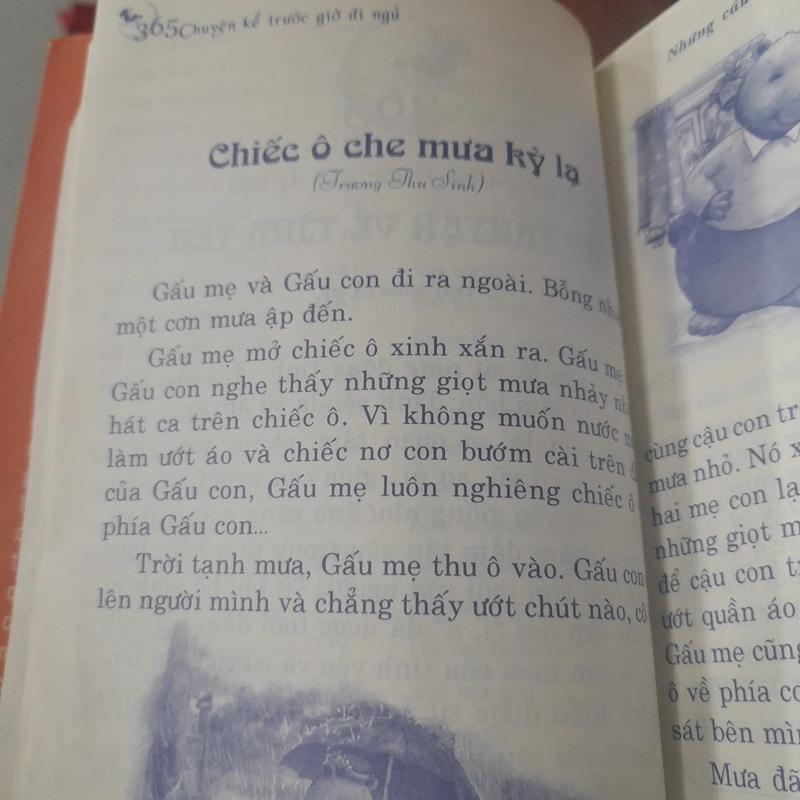 365 Chuyện kể trước giờ đi ngủ
Chiếc ô che mưa kỳ lạ
(Trương Thu Sinh)
Gấu mẹ và Gấu con đi ra ngoài. Bỗng
một cơn mưa ập đến.
Gấu mẹ mở chiếc ô xinh xắn ra. Gấu mẹ
Gấu con nghe thấy những giọt mưa nhảy
hát ca trên chiếc ô. Vì không muốn nước
làm ướt áo và chiếc nơ con bướm cài trên
của Gấu con, Gấu mẹ luôn nghiêng chiếc ô
phía Gấu con...
Trời tạnh mưa, Gấu mẹ thu ô vào. Gấu con
lên người mình và chẳng thấy ướt chút nào,
Những
cùng cậu con
mưa nhỏ. Nó
hai mẹ con
những giọt
để cậu con
ướt quần áo
Gấu mẹ cũng
ô về phía
sát bên
Mưa đã